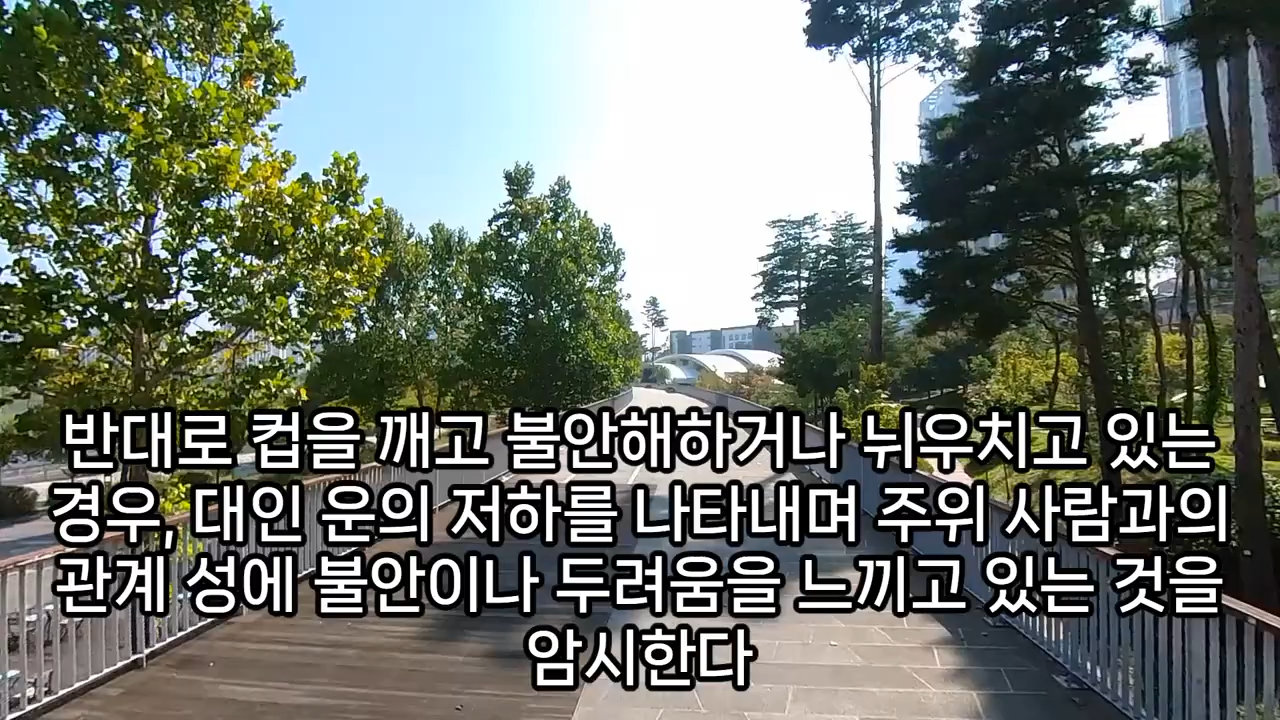 반대로 컵을 깨고 불안해하거나 뉘우치고 있는
경우, 대인 운의 저하를 나타내며 주위 사람과의
관계 성에 불안이나 두려움을 느끼고 있는 것을
암시한다